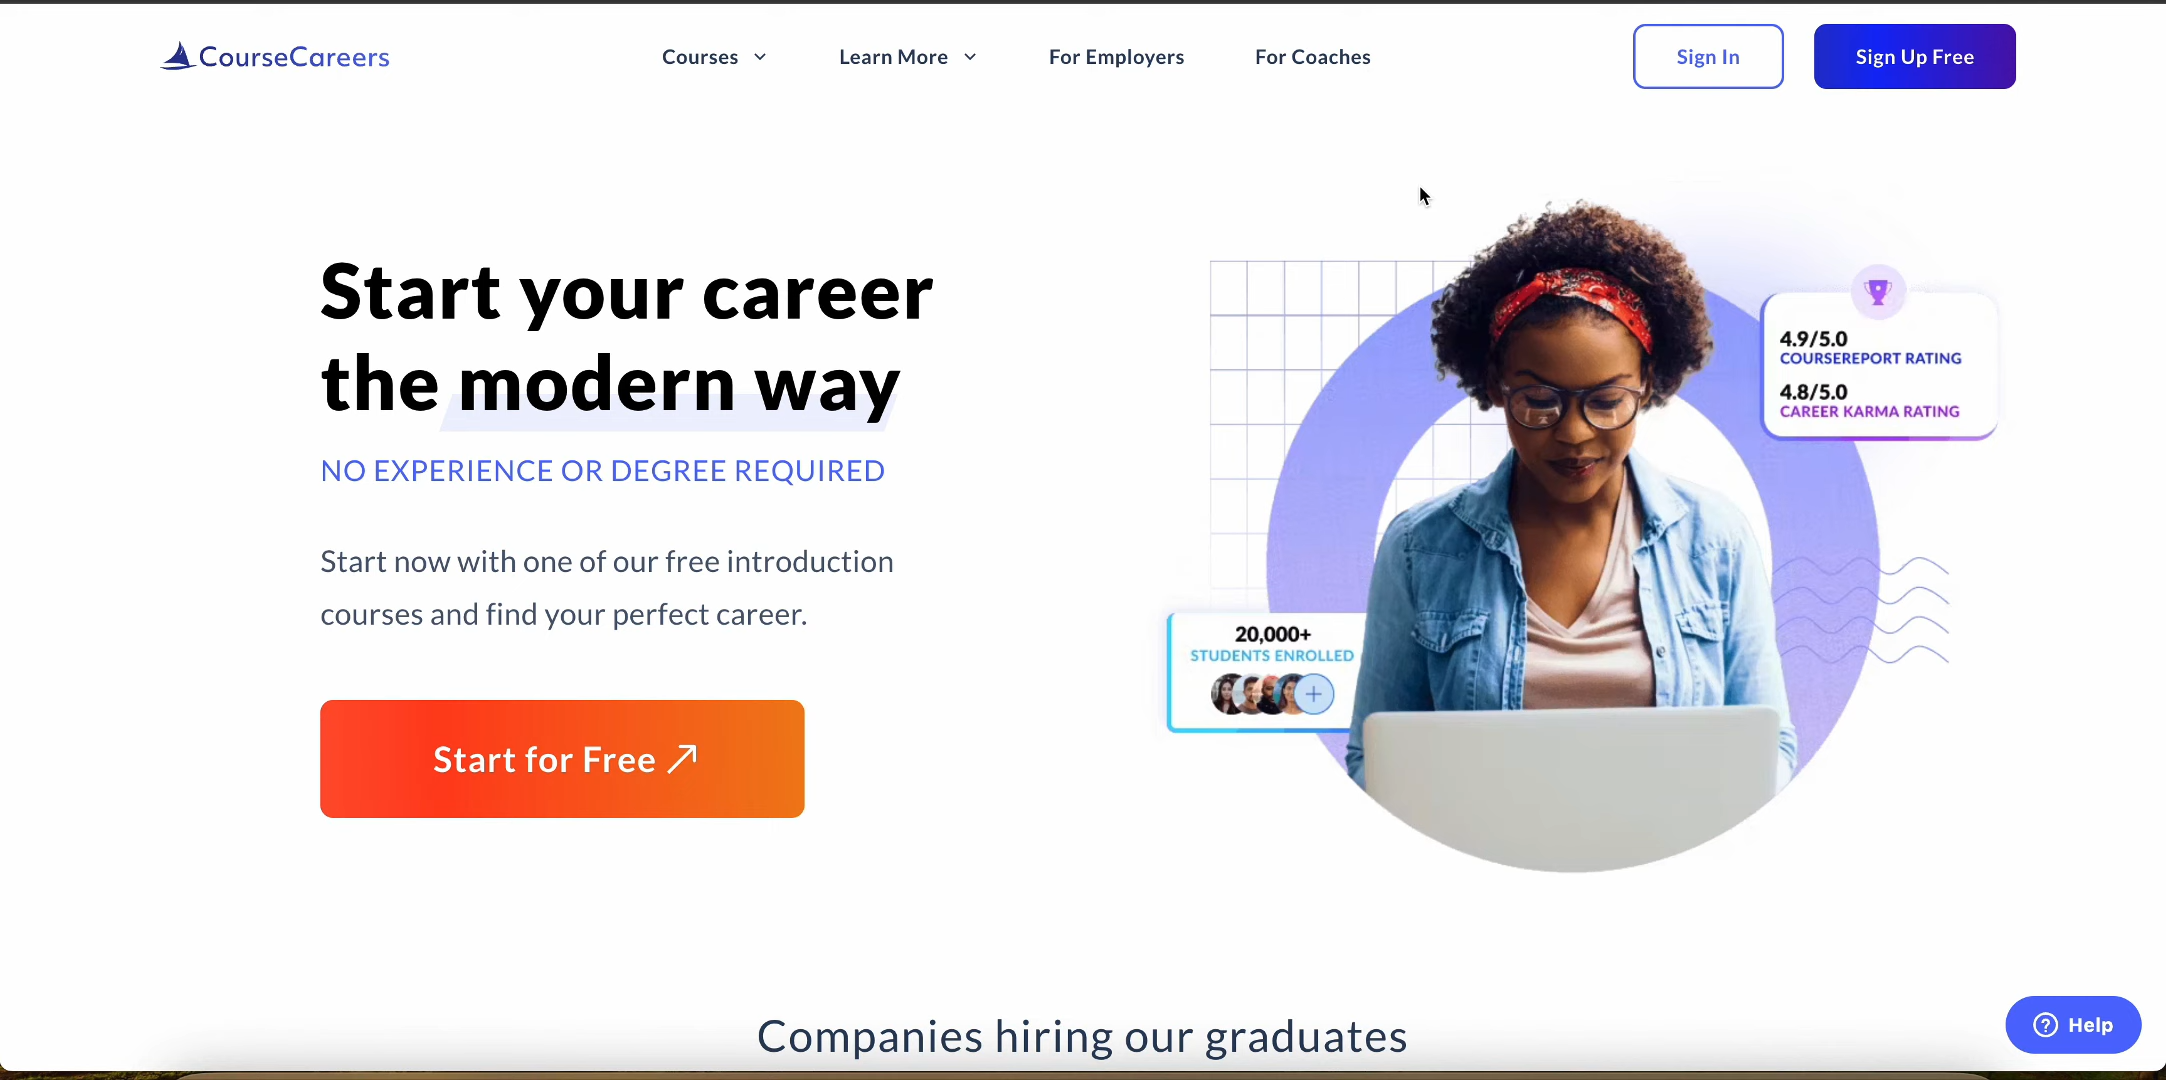 CourseCareers
Courses
Learn More
For Employers
For Coaches
Sign In
Sign Up Free
Start your career
the modern way
NO EXPERIENCE OR DEGREE REQUIRED
Start now with one of our free introduction
courses and find your perfect career.
Start for Free
4.9/5.0
COURSEREPORT RATING
4.8/5.0
CAREER KARMA RATING
20,000+
STUDENTS ENROLLED
Companies hiring our graduates
Help